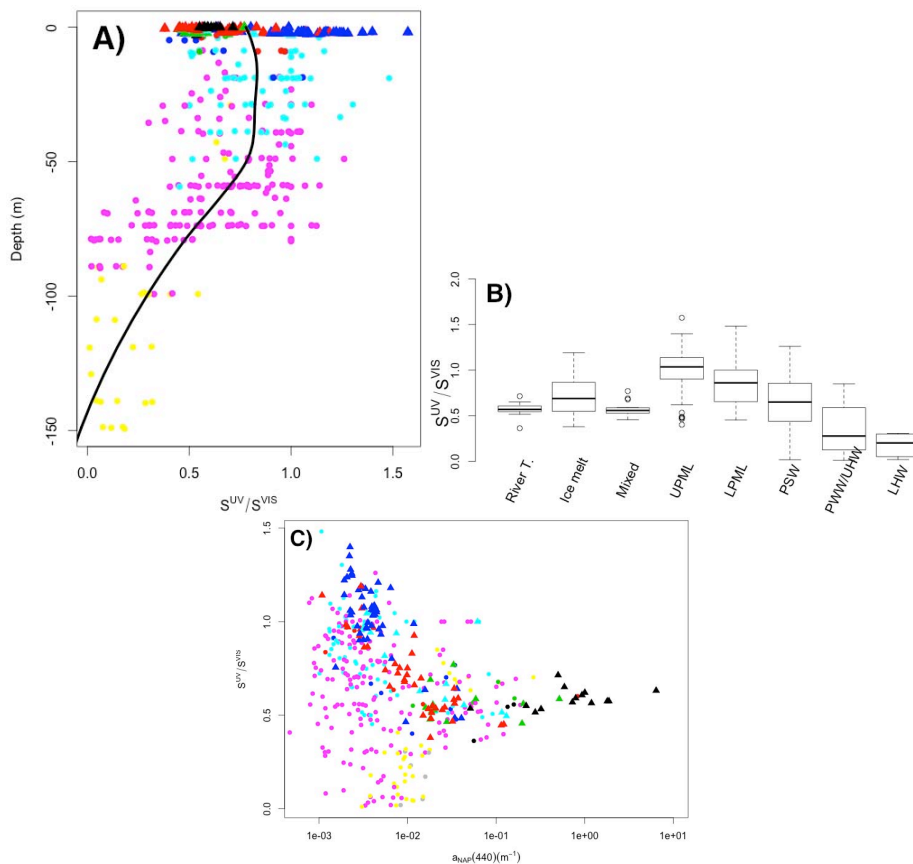 A)
0
-50
-100
-150
Depth (m)
0.0 0.5 1.0 1.5
S^UV/S^VIS
B)
2.0
1.5
1.0
0.5
0.0
S^UV/S^VIS
River T. Ice melt Mixed UPML LPML PSW PWW/UHW LHW
C)
1.5
1.0
0.5
0.0
S^UV/S^VIS
1e-03 1e-02 1e-01 1e+00 1e+01
a_NAP(440)(m⁻¹)